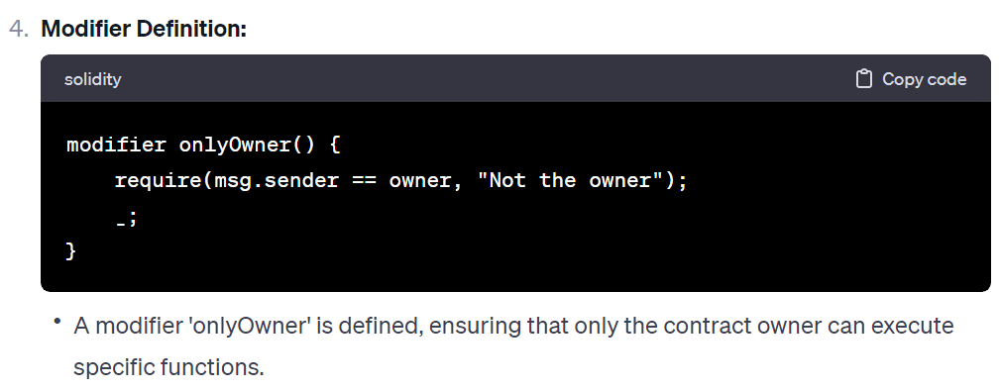 4. Modifier Definition:
solidity Copy code
modifier onlyOwner() {
    require(msg.sender == owner, "Not the owner");
    _;
}
• A modifier 'onlyOwner' is defined, ensuring that only the contract owner can execute
specific functions.